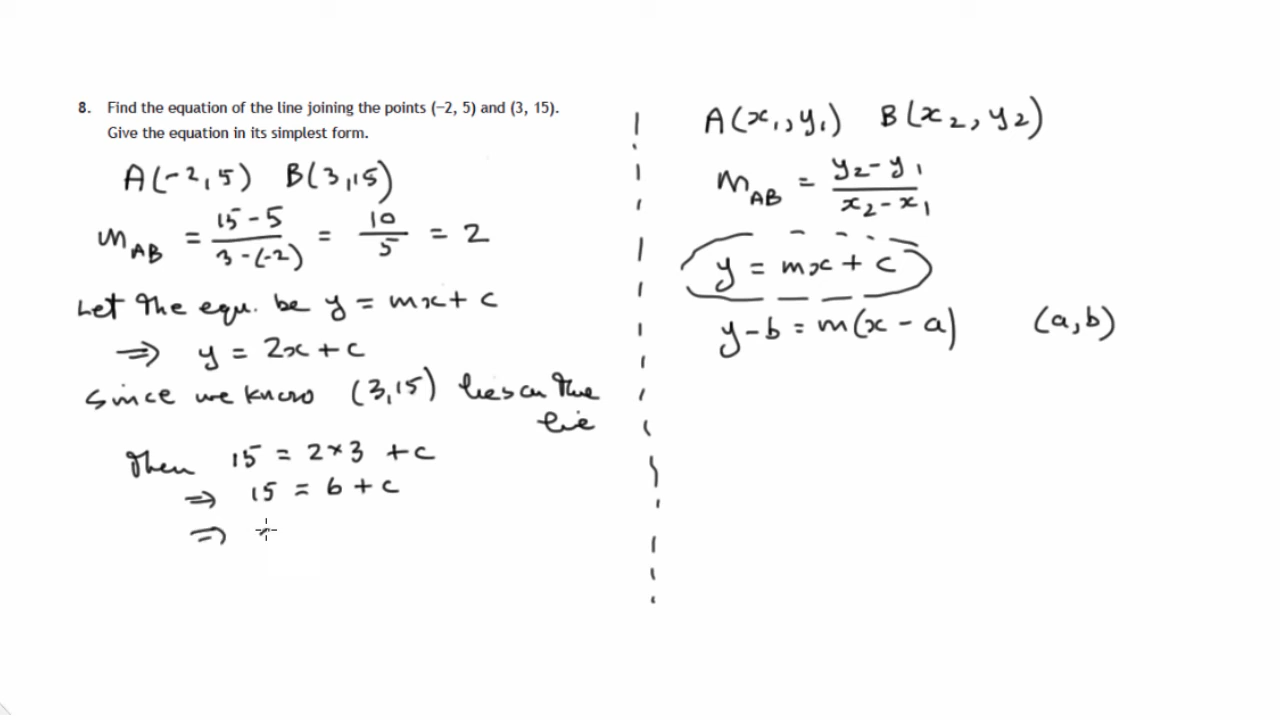 8. Find the equation of the line joining the points (−2, 5) and (3, 15).
Give the equation in its simplest form.
A(-2,5) B(3,15)
m_AB = (15 - 5)/(3 - (-2)) = 10/5 = 2
Let the equ. be y = mx + c
⇒ y = 2x + c
Since we know (3,15) lies on the
lie
Then 15 = 2 × 3 + c
⇒ 15 = 6 + c
⇒
A(x₁, y₁) B(x₂, y₂)
m_AB = (y₂ - y₁)/(x₂ - x₁)
y = mx + c
y - b = m(x - a) (a, b)